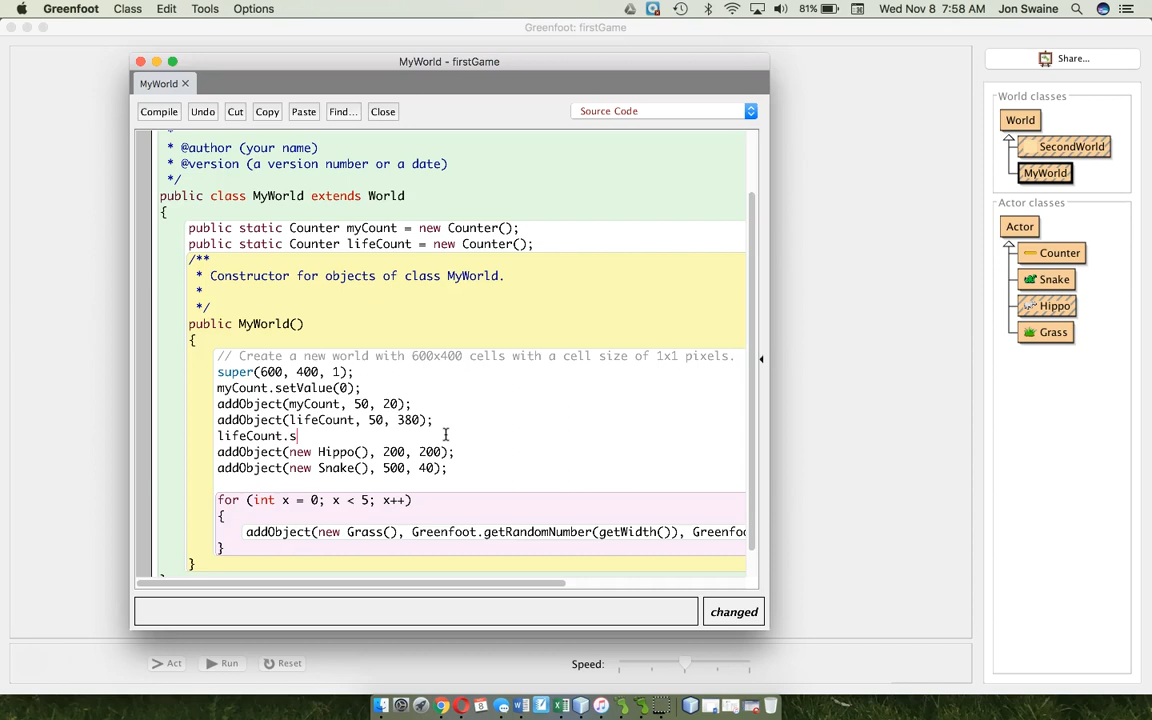 Greenfoot Class Edit Tools Options 81% Wed Nov 8 7:58 AM Jon Swaine
Greenfoot: firstGame
MyWorld - firstGame
MyWorld ×
Compile Undo Cut Copy Paste Find... Close Source Code
*
* @author (your name)
* @version (a version number or a date)
*/
public class MyWorld extends World
{
public static Counter myCount = new Counter();
public static Counter lifeCount = new Counter();
/**
* Constructor for objects of class MyWorld.
*
*/
public MyWorld()
{
// Create a new world with 600x400 cells with a cell size of 1x1 pixels.
super(600, 400, 1);
myCount.setValue(0);
addObject(myCount, 50, 20);
addObject(lifeCount, 50, 380);
lifeCount.s
addObject(new Hippo(), 200, 200);
addObject(new Snake(), 500, 40);
for (int x = 0; x < 5; x++)
{
addObject(new Grass(), Greenfoot.getRandomNumber(getWidth()), Greenfoo
}
}
changed
Share...
World classes
World
SecondWorld
MyWorld
Actor classes
Actor
Counter
Snake
Hippo
Grass
Act Run Reset Speed: